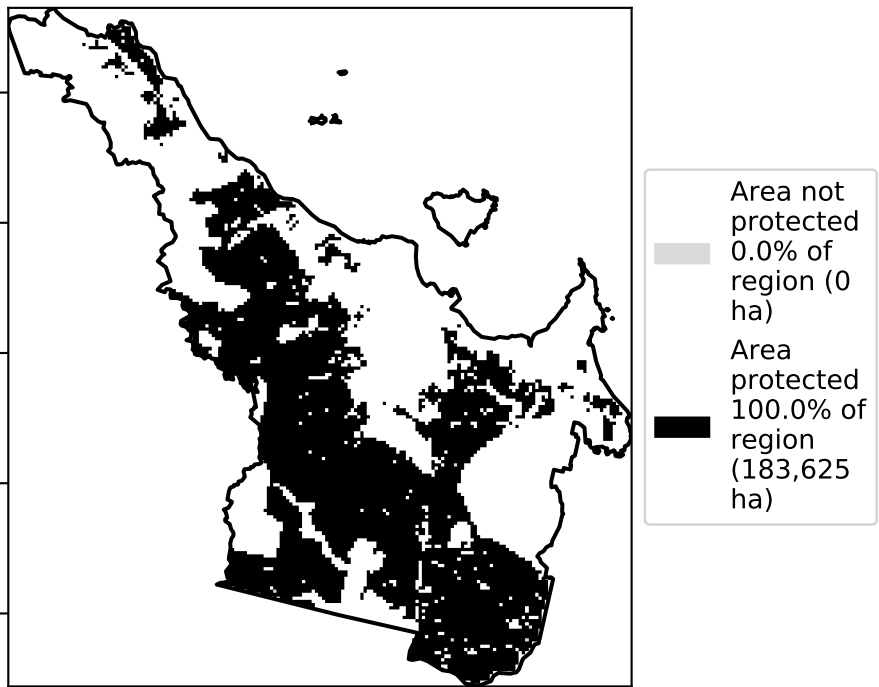 Area not
protected
0.0% of
region (0
ha)
Area
protected
100.0% of
region
(183,625
ha)